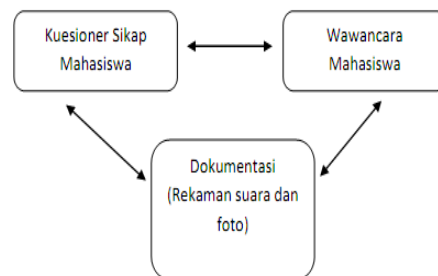 Kuesioner Sikap
Mahasiswa
Wawancara
Mahasiswa
Dokumentasi
(Rekaman suara dan
foto)